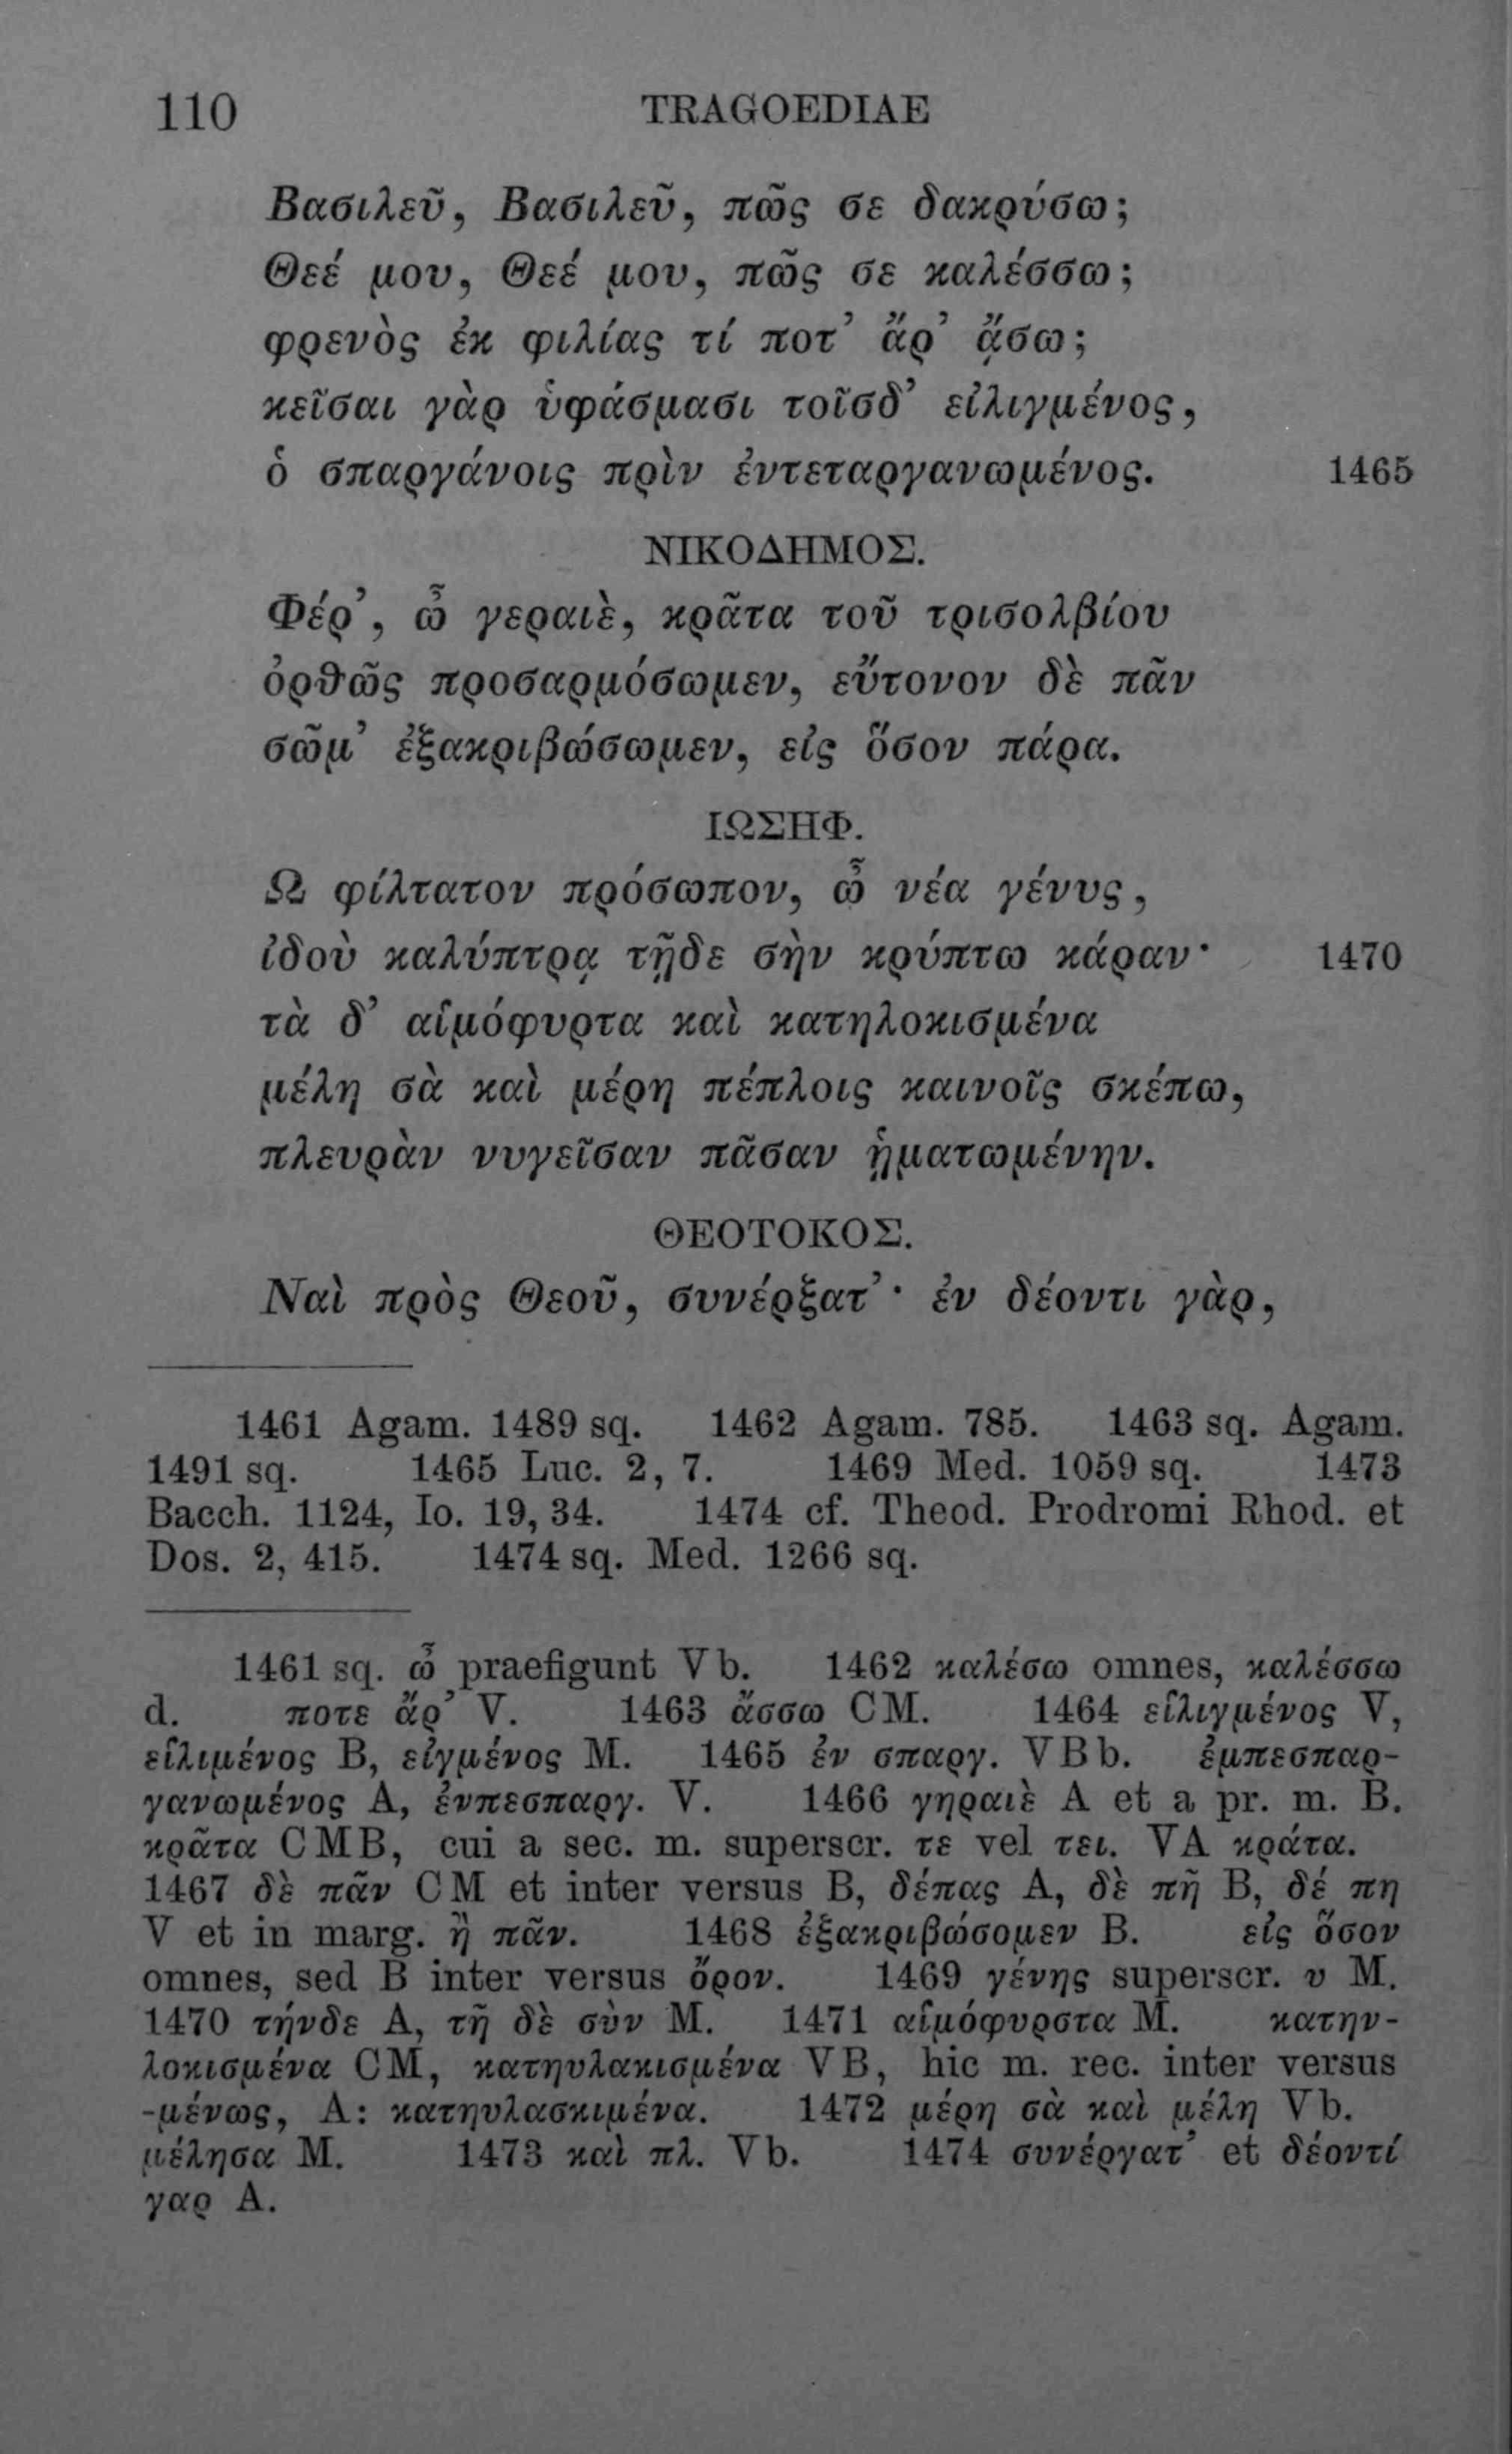 110 TRAGOEDIAE
Βασιλεῦ, Βασιλεῦ, πῶς σε δακρύσω;
Θεέ μου, Θεέ μου, πῶς σε καλέσσω;
φρενὸς ἐκ φιλίας τί ποτ’ ἄρ’ ᾄσω;
κεῖσαι γὰρ ὑφάσμασι τοῖσδ’ εἰλιγμένος,
ὁ σπαργάνοις πρὶν ἐντεταργανωμένος. 1465
ΝΙΚΟΔΗΜΟΣ.
Φέρ’, ὦ γεραιὲ, κρᾶτα τοῦ τρισολβίου
ὀρθῶς προσαρμόσωμεν, εὔτονον δὲ πᾶν
σῶμ’ ἐξακριβώσωμεν, εἰς ὅσον πάρα.
ΙΩΣΗΦ.
Ω φίλτατον πρόσωπον, ὦ νέα γένυς,
ἰδοὺ καλύπτρᾳ τῇδε σὴν κρύπτω κάραν· 1470
τὰ δ’ αἱμόφυρτα καὶ κατηλοκισμένα
μέλη σὰ καὶ μέρη πέπλοις καινοῖς σκέπω,
πλευρὰν νυγεῖσαν πᾶσαν ᾑματωμένην.
ΘΕΟΤΟΚΟΣ.
Ναὶ πρὸς Θεοῦ, συνέρξατ’· ἐν δέοντι γὰρ,
1461 Agam. 1489 sq. 1462 Agam. 785. 1463 sq. Agam.
1491 sq. 1465 Luc. 2, 7. 1469 Med. 1059 sq. 1473
Bacch. 1124, Io. 19, 34. 1474 cf. Theod. Prodromi Rhod. et
Dos. 2, 415. 1474 sq. Med. 1266 sq.
1461 sq. ὦ praefigunt V b. 1462 καλέσω omnes, καλέσσω
d. ποτε ἄρ’ V. 1463 ἄσσω CM. 1464 εἱλιγμένος V,
εἱλιμένος B, εἰγμένος M. 1465 ἐν σπαργ. VBb. ἐμπεσπαρ-
γανωμένος A, ἐνπεσπαργ. V. 1466 γηραιὲ A et a pr. m. B.
κρᾶτα CMB, cui a sec. m. superscr. τε vel τει. VA κράτα.
1467 δὲ πᾶν CM et inter versus B, δέπας A, δὲ πῆ B, δέ πη
V et in marg. ἢ πᾶν. 1468 ἐξακριβώσομεν B. εἰς ὅσον
omnes, sed B inter versus ὅρον. 1469 γένης superscr. υ M.
1470 τήνδε A, τῆ δὲ σὺν M. 1471 αἱμόφυρστα M. κατην-
λοκισμένα CM, κατηυλακισμένα VB, hic m. rec. inter versus
-μένως, A: κατηυλασκιμένα. 1472 μέρη σὰ καὶ μέλη Vb.
μέλησα M. 1473 καὶ πλ. Vb. 1474 συνέργατ’ et δέοντί
γαρ A.